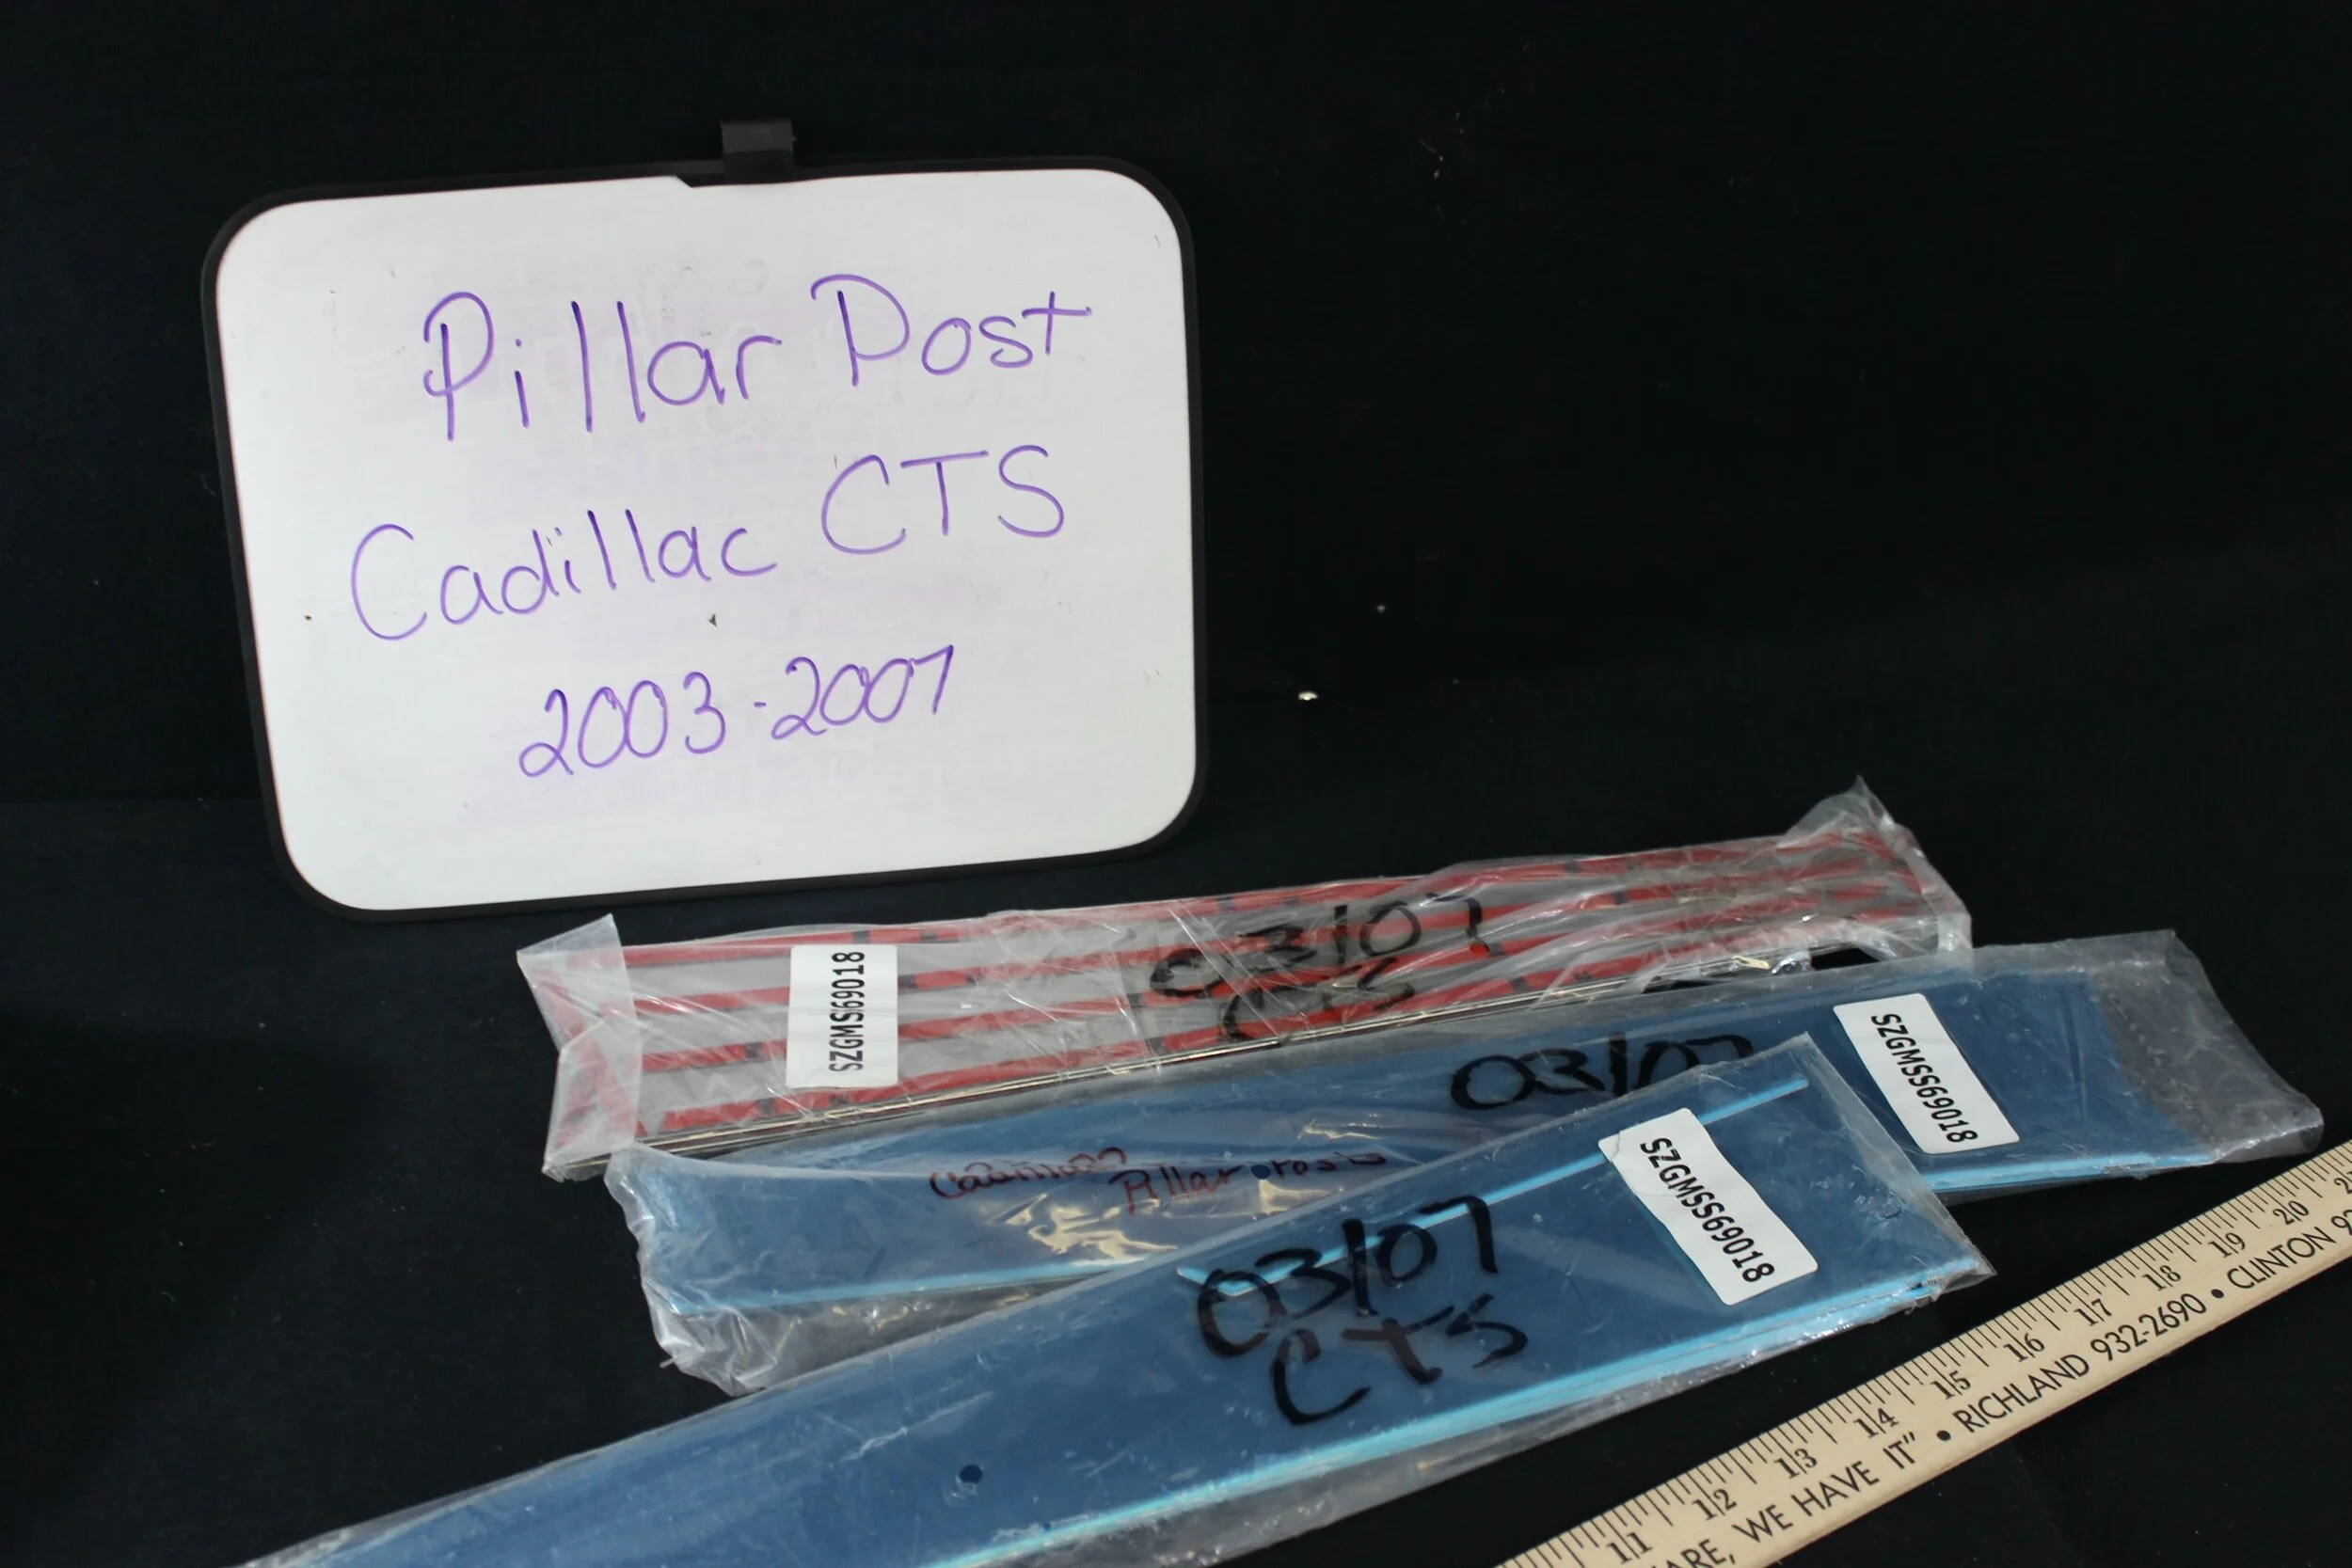 Pillar Post
Cadillac CTS
2003-2007
03/07
CTS
SZGMS69018
03/07
SZGMSS69018
Pillar Posts
SZGMSS69018
03/07
CTS
11 12 13 14 15 16 17 18 19 20
ARE, WE HAVE IT" • RICHLAND 932-2690 • CLINTON